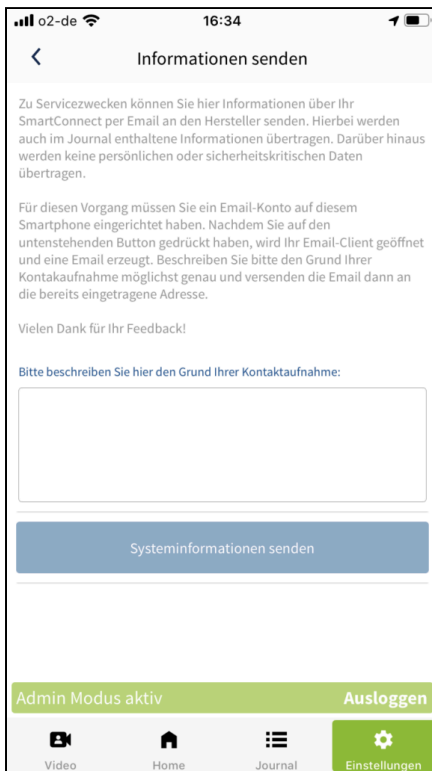 o2-de 16:34
Informationen senden
Zu Servicezwecken können Sie hier Informationen über Ihr
SmartConnect per Email an den Hersteller senden. Hierbei werden
auch im Journal enthaltene Informationen übertragen. Darüber hinaus
werden keine persönlichen oder sicherheitskritischen Daten
übertragen.
Für diesen Vorgang müssen Sie ein Email-Konto auf diesem
Smartphone eingerichtet haben. Nachdem Sie auf den
untenstehenden Button gedrückt haben, wird Ihr Email-Client geöffnet
und eine Email erzeugt. Beschreiben Sie bitte den Grund Ihrer
Kontakaufnahme möglichst genau und versenden die Email dann an
die bereits eingetragene Adresse.
Vielen Dank für Ihr Feedback!
Bitte beschreiben Sie hier den Grund Ihrer Kontaktaufnahme:
Systeminformationen senden
Admin Modus aktiv Ausloggen
Video Home Journal Einstellungen